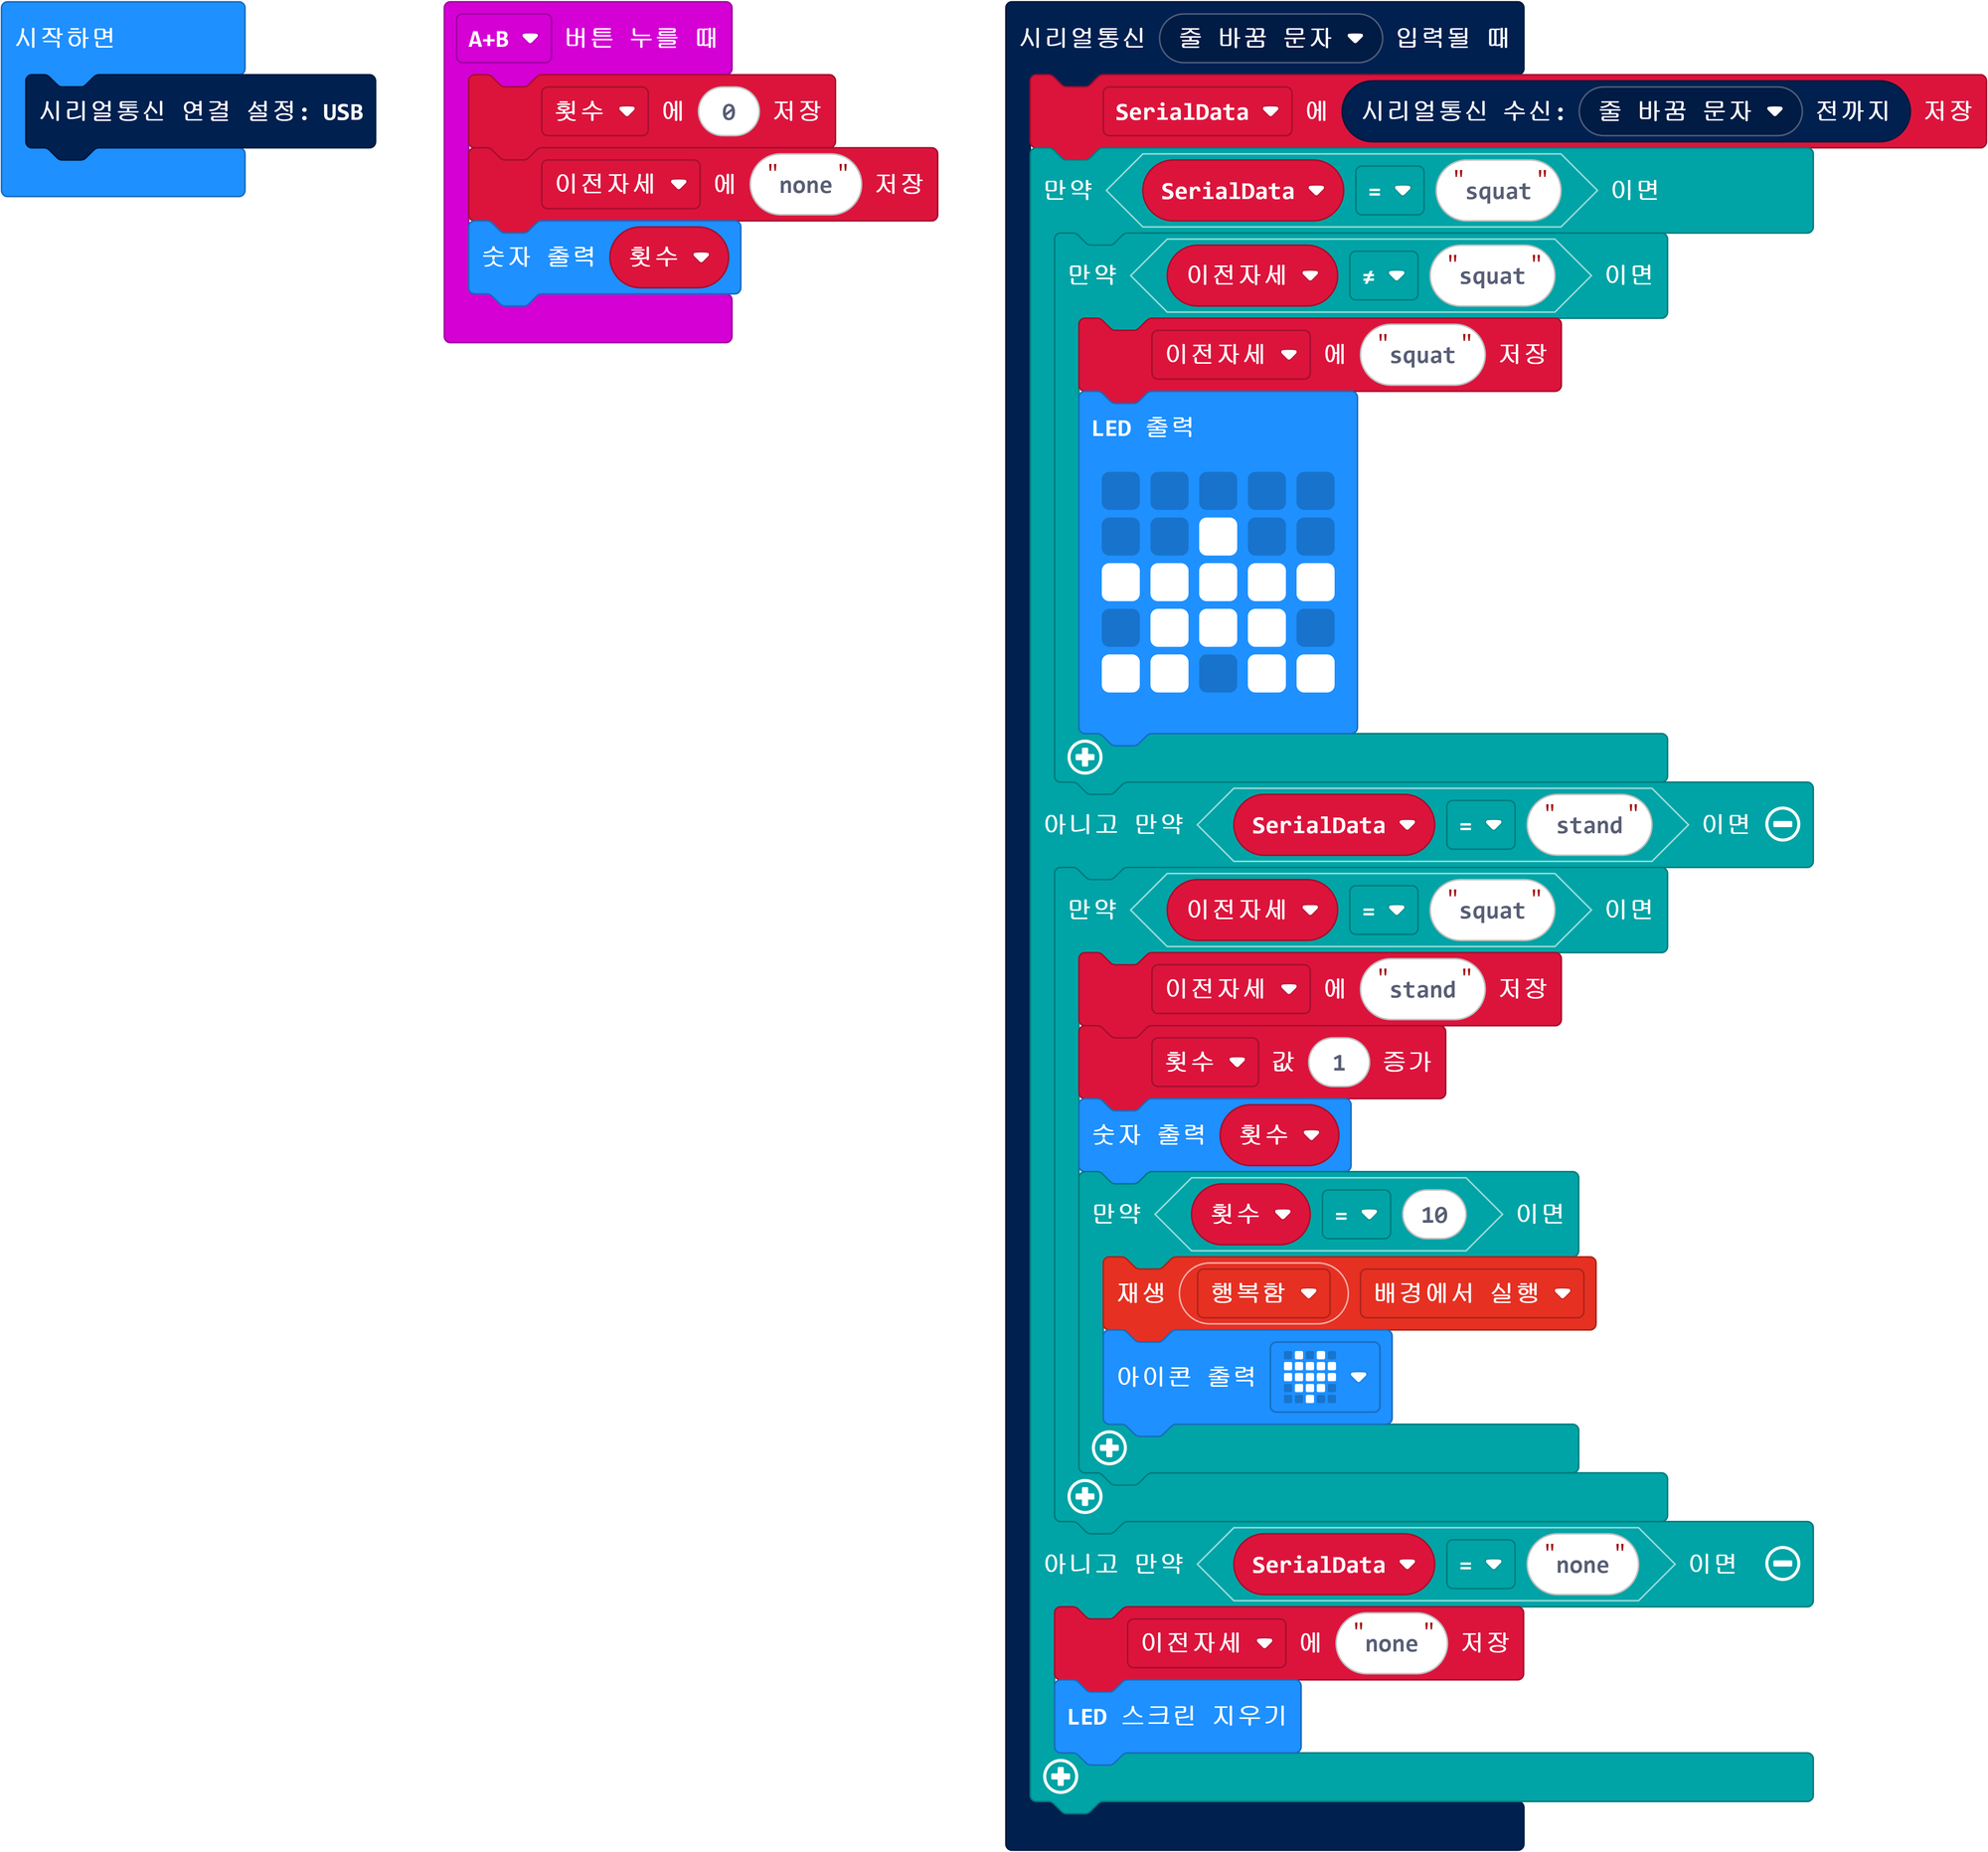 시작하면
시리얼통신 연결 설정: USB
A+B 버튼 누를 때
횟수 에 0 저장
이전자세 에 "none" 저장
숫자 출력 횟수
시리얼통신 줄 바꿈 문자 입력될 때
SerialData 에 시리얼통신 수신: 줄 바꿈 문자 전까지 저장
만약 SerialData = "squat" 이면
만약 이전자세 ≠ "squat" 이면
이전자세 에 "squat" 저장
LED 출력
아니고 만약 SerialData = "stand" 이면
만약 이전자세 = "squat" 이면
이전자세 에 "stand" 저장
횟수 값 1 증가
숫자 출력 횟수
만약 횟수 = 10 이면
재생 행복함 배경에서 실행
아이콘 출력
아니고 만약 SerialData = "none" 이면
이전자세 에 "none" 저장
LED 스크린 지우기